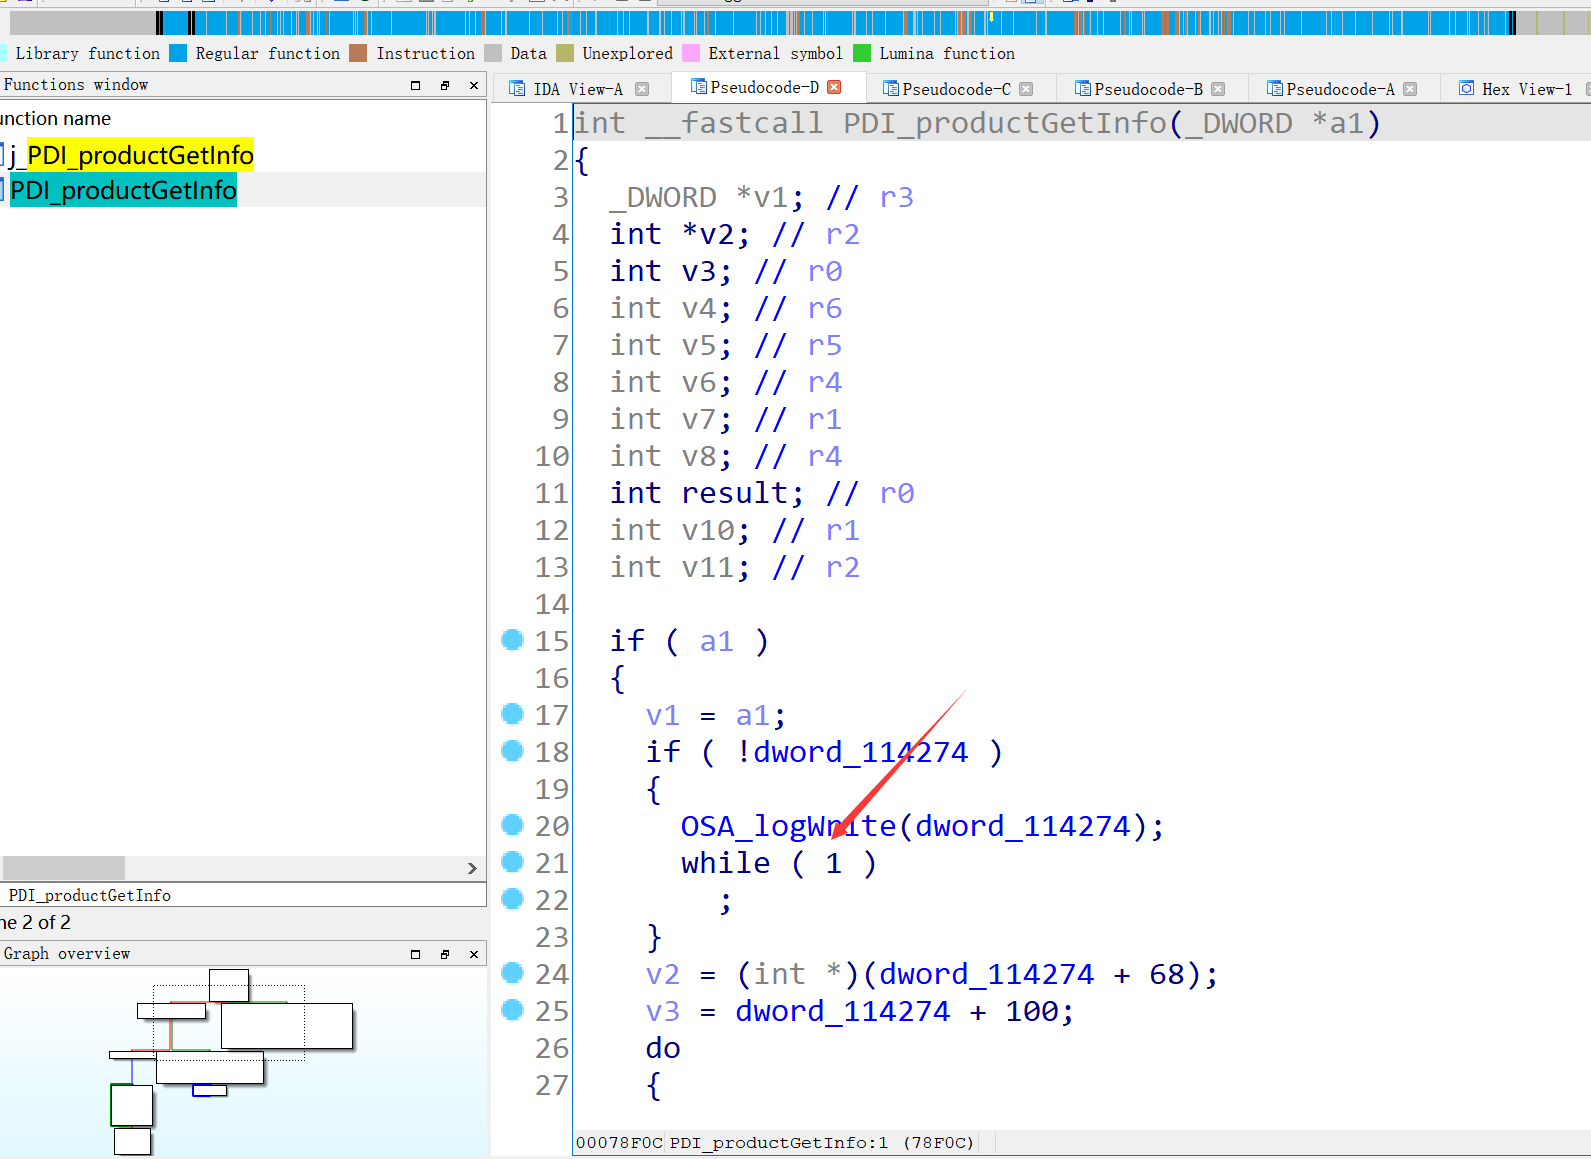 Library function Regular function Instruction Data Unexplored External symbol Lumina function
Functions window
unction name
j_PDI_productGetInfo
PDI_productGetInfo
PDI_productGetInfo
ne 2 of 2
Graph overview
IDA View-A Pseudocode-D Pseudocode-C Pseudocode-B Pseudocode-A Hex View-1
1 int __fastcall PDI_productGetInfo(_DWORD *a1)
2 {
3 _DWORD *v1; // r3
4 int *v2; // r2
5 int v3; // r0
6 int v4; // r6
7 int v5; // r5
8 int v6; // r4
9 int v7; // r1
10 int v8; // r4
11 int result; // r0
12 int v10; // r1
13 int v11; // r2
14
15 if ( a1 )
16 {
17 v1 = a1;
18 if ( !dword_114274 )
19 {
20 OSA_logWrite(dword_114274);
21 while ( 1 )
22 ;
23 }
24 v2 = (int *)(dword_114274 + 68);
25 v3 = dword_114274 + 100;
26 do
27 {
00078F0C PDI_productGetInfo:1 (78F0C)